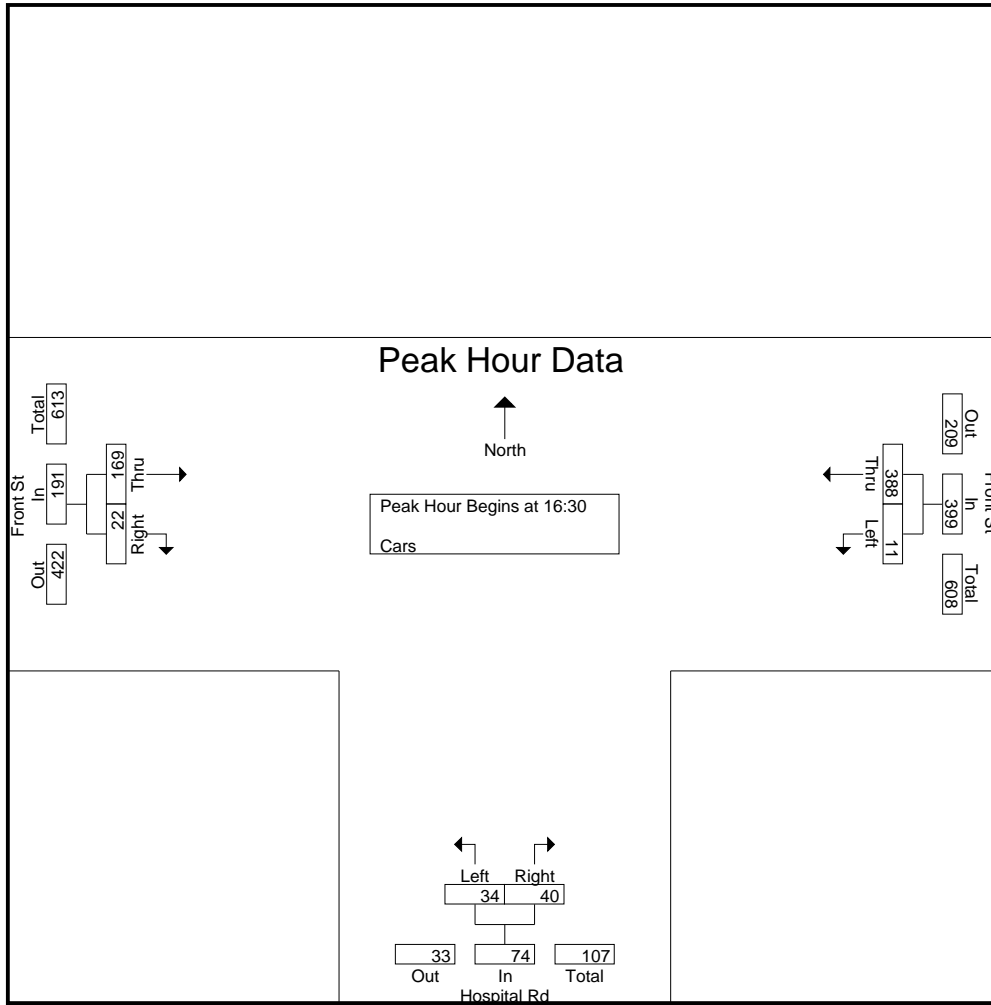 Peak Hour Data
North
Peak Hour Begins at 16:30
Cars
Front St
Total
613
In
191
Out
422
169
22
Thru
Right
Thru
Left
388
11
Out
209
In
399
Total
608
Front St
Left Right
34 40
33 74 107
Out In Total
Hospital Rd